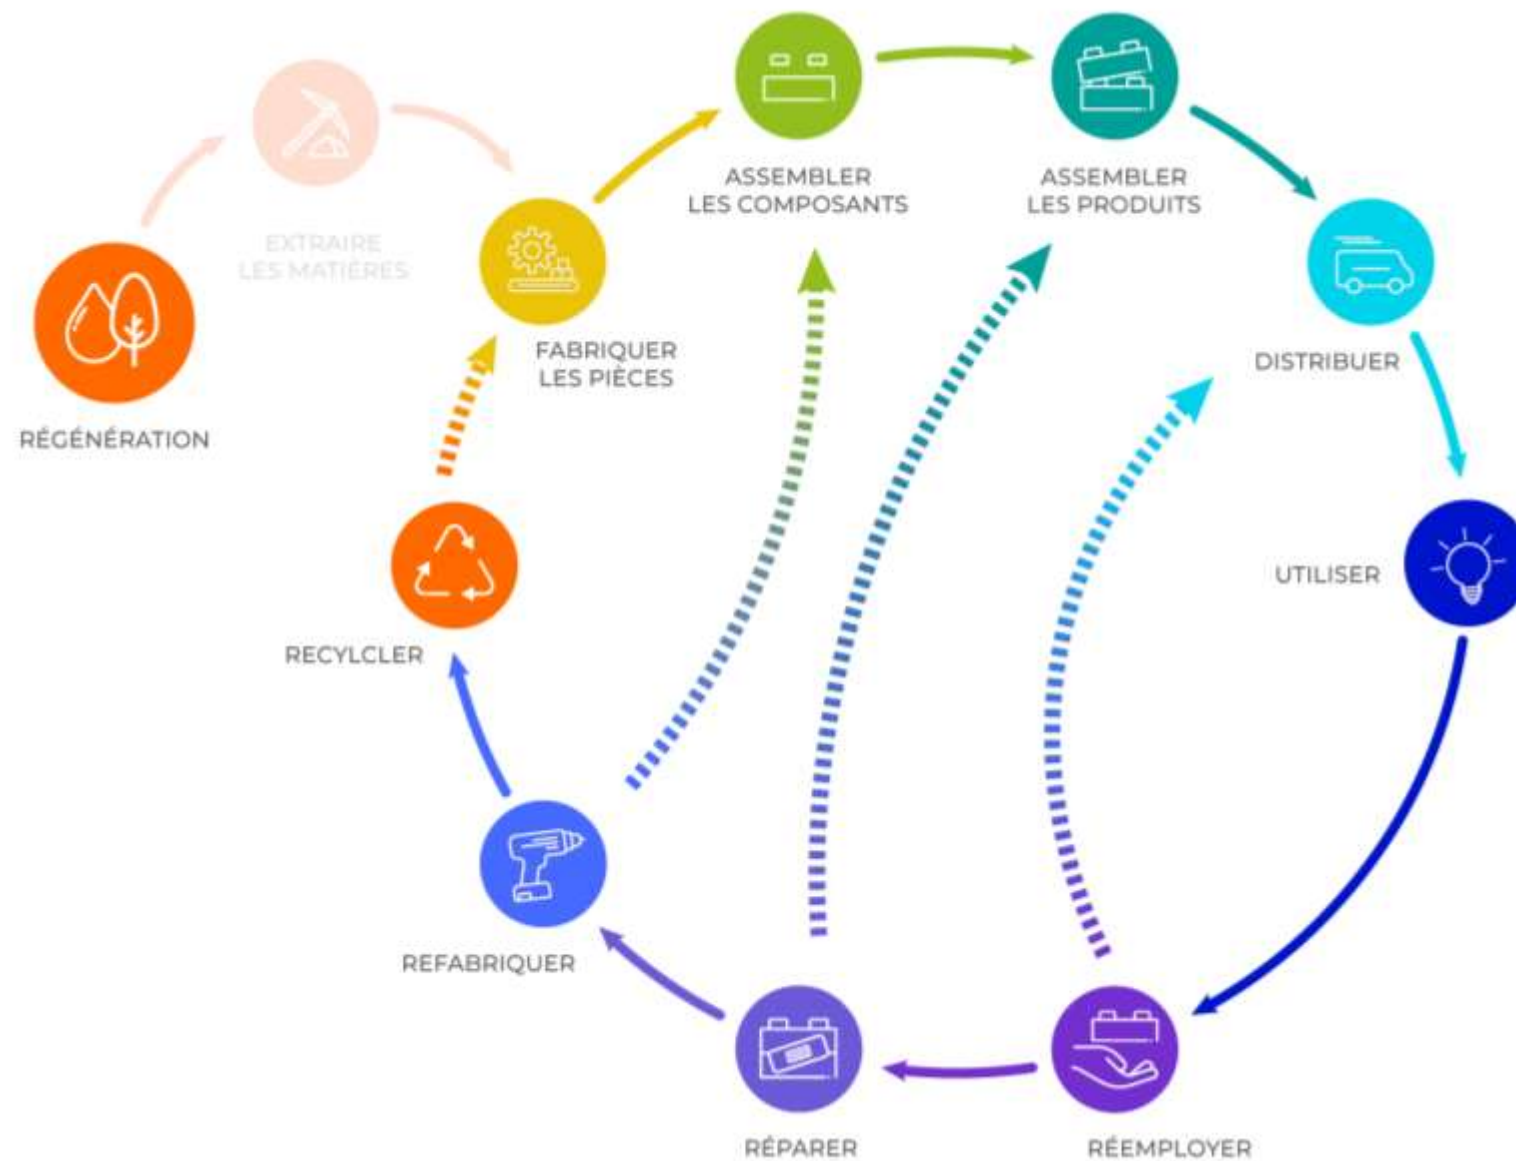 ASSEMBLER
LES COMPOSANTS
ASSEMBLER
LES PRODUITS
EXTRAIRE
LES MATIÈRES
FABRIQUER
LES PIÈCES
DISTRIBUER
RÉGÉNÉRATION
UTILISER
RECYLCLER
REFABRIQUER
RÉPARER
RÉEMPLOYER